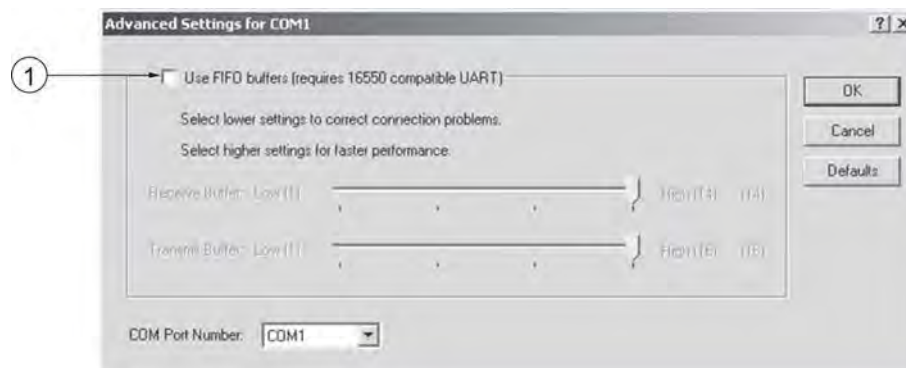 Advanced Settings for COM1
? X
1
Use FIFO buffers (requires 16550 compatible UART)
OK
Select lower settings to correct connection problems.
Cancel
Select higher settings for faster performance.
Defaults
Receive Buffer: Low (1) High (14) (14)
Transmit Buffer: Low (1) High (16) (16)
COM Port Number: COM1